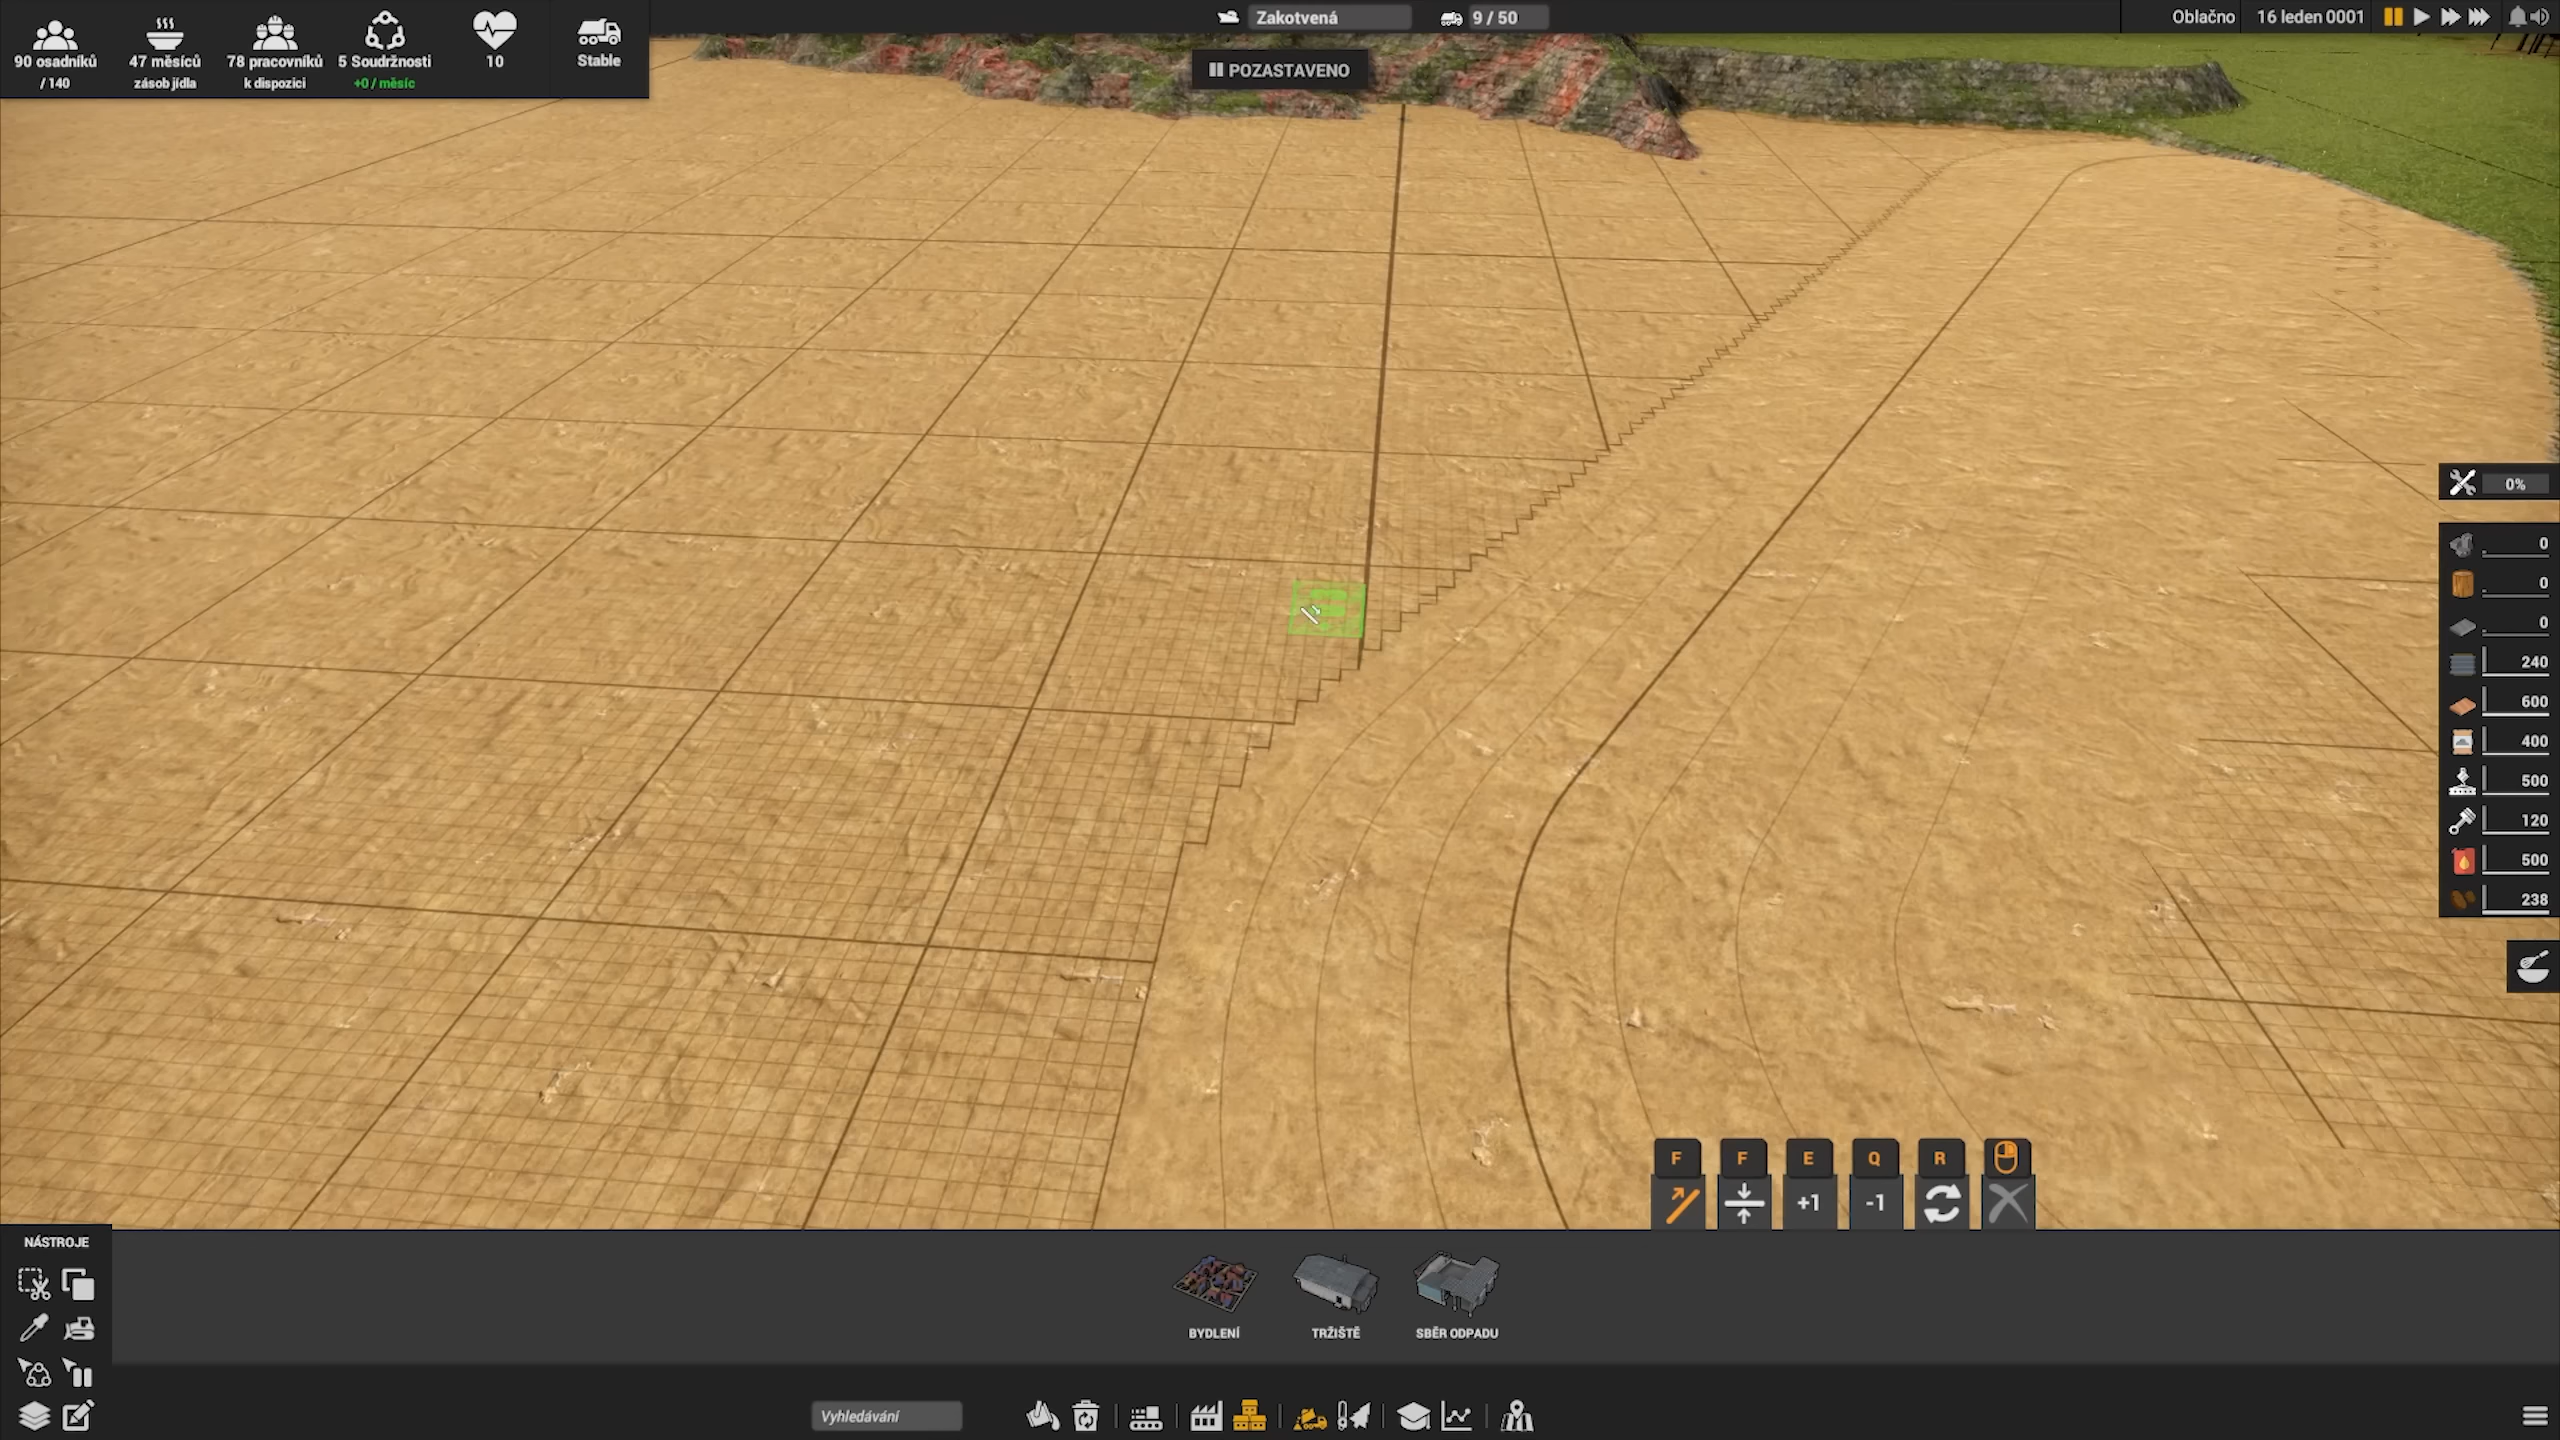 90 osadníků
/ 140
47 měsíců
zásob jídla
78 pracovníků
k dispozici
5 Soudržnosti
+0 / měsíc
10
Stable
Zakotvená
9 / 50
Oblačno
16 leden 0001
POZASTAVENO
0%
0
0
0
240
600
400
500
120
500
238
F
F
E
Q
R
+1
-1
NÁSTROJE
BYDLENÍ
TRŽIŠTĚ
SBĚR ODPADU
Vyhledávání